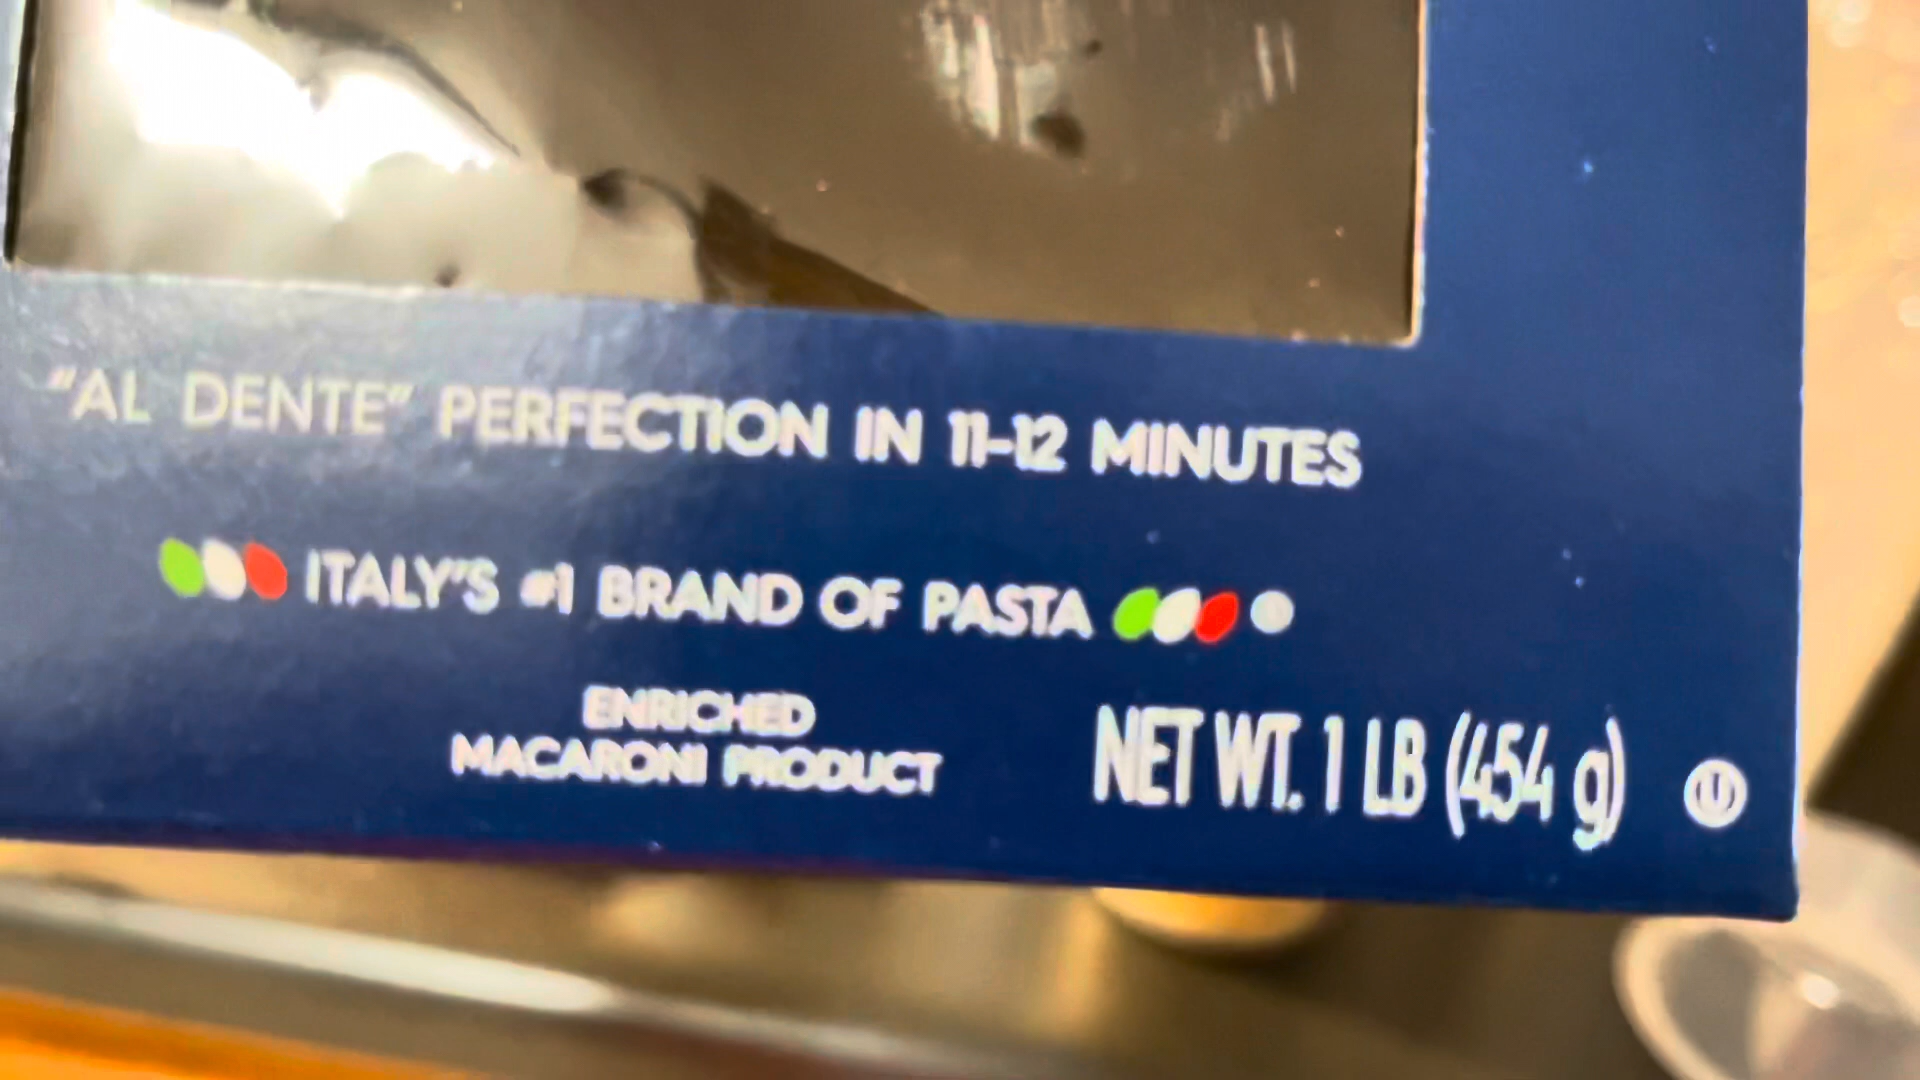 "AL DENTE" PERFECTION IN 11-12 MINUTES
ITALY'S #1 BRAND OF PASTA
ENRICHED
MACARONI PRODUCT
NET WT. 1 LB (454 g)
U